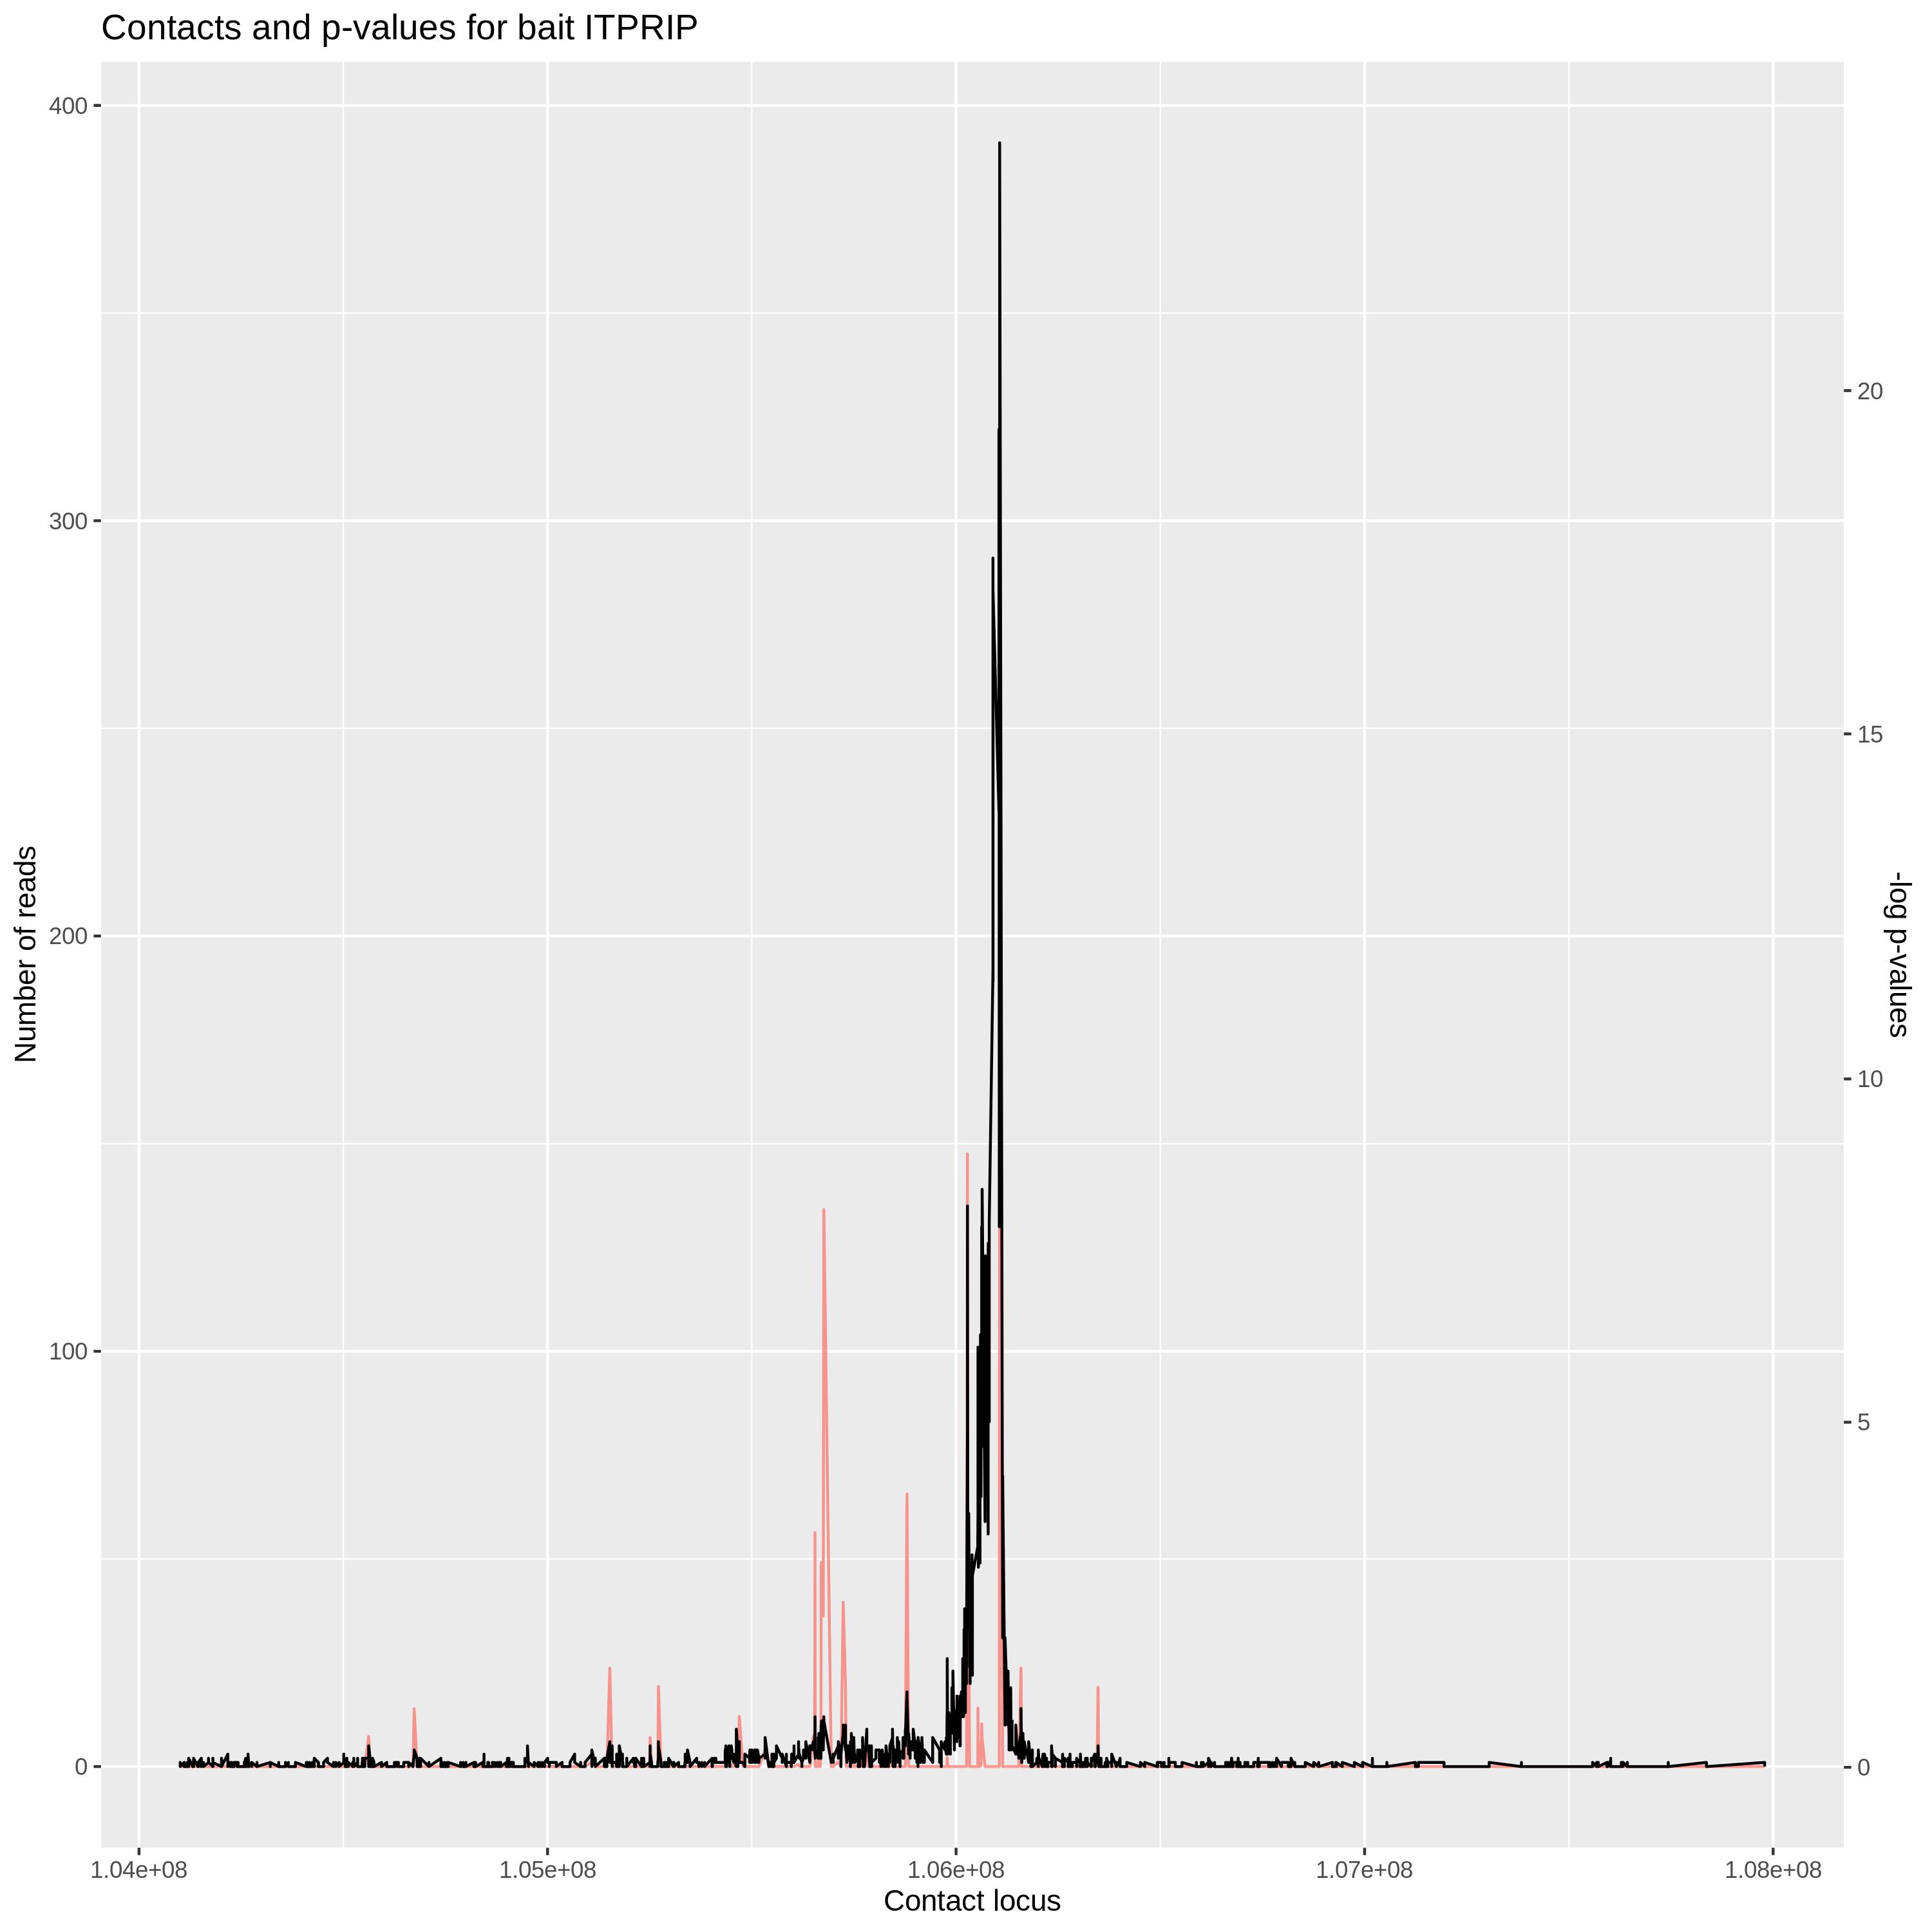 Contacts and p-values for bait ITPRIP
400
300
200
100
0
Number of reads
20
15
10
5
0
-log p-values
1.04e+08
1.05e+08
1.06e+08
1.07e+08
1.08e+08
Contact locus